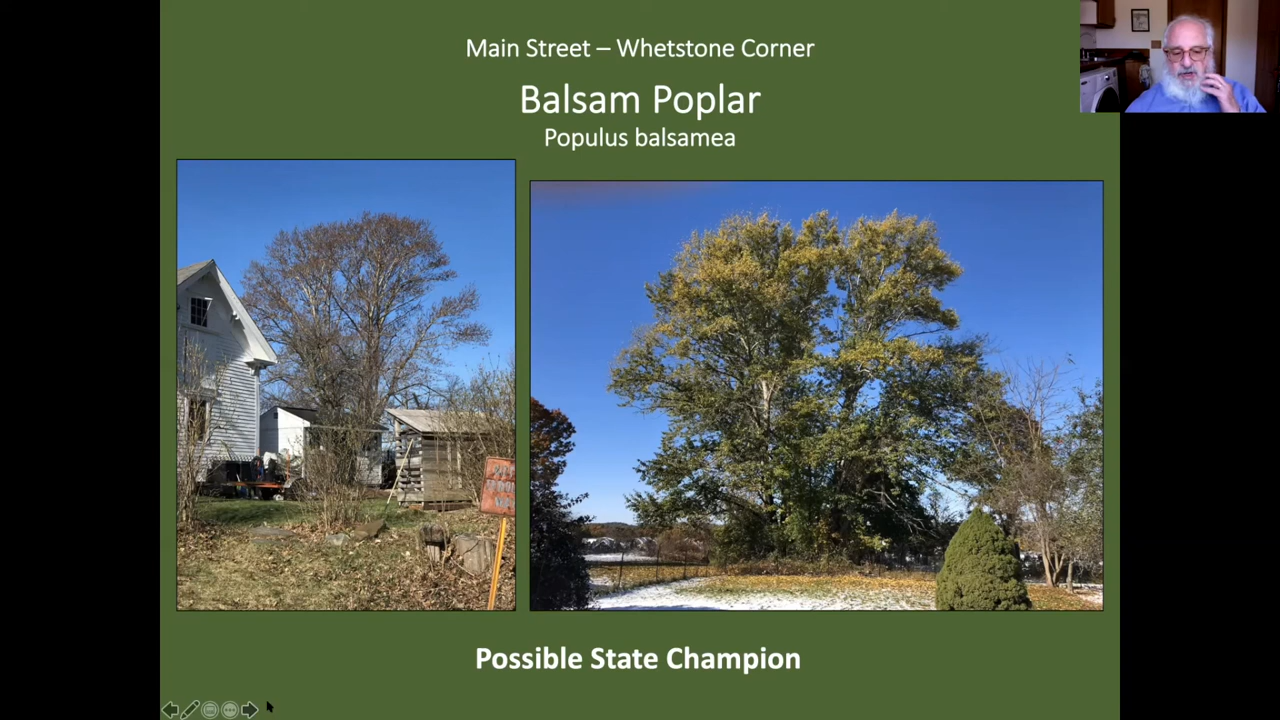 Main Street – Whetstone Corner
Balsam Poplar
Populus balsamea
Possible State Champion